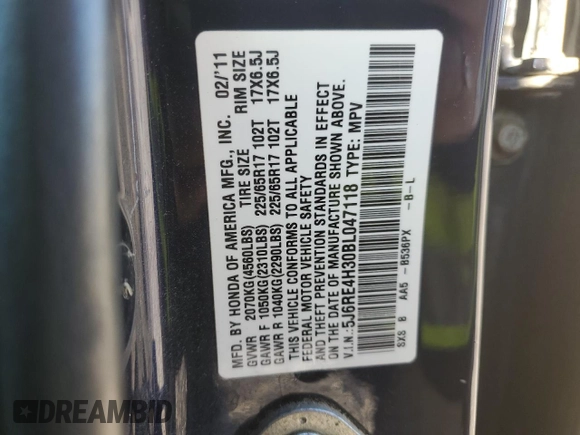 MFD. BY HONDA OF AMERICA MFG., INC. 02/'11
GVWR 2070KG(4560LBS) TIRE SIZE RIM SIZE
GAWR F 1050KG(2310LBS) 225/65R17 102T 17X6.5J
GAWR R 1040KG(2290LBS) 225/65R17 102T 17X6.5J
THIS VEHICLE CONFORMS TO ALL APPLICABLE
FEDERAL MOTOR VEHICLE SAFETY
AND THEFT PREVENTION STANDARDS IN EFFECT
ON THE DATE OF MANUFACTURE SHOWN ABOVE.
V.I.N.:5J6RE4H30BL047118 TYPE: MPV
SXS B AA5 - B536PX - B - L
DREAMBID